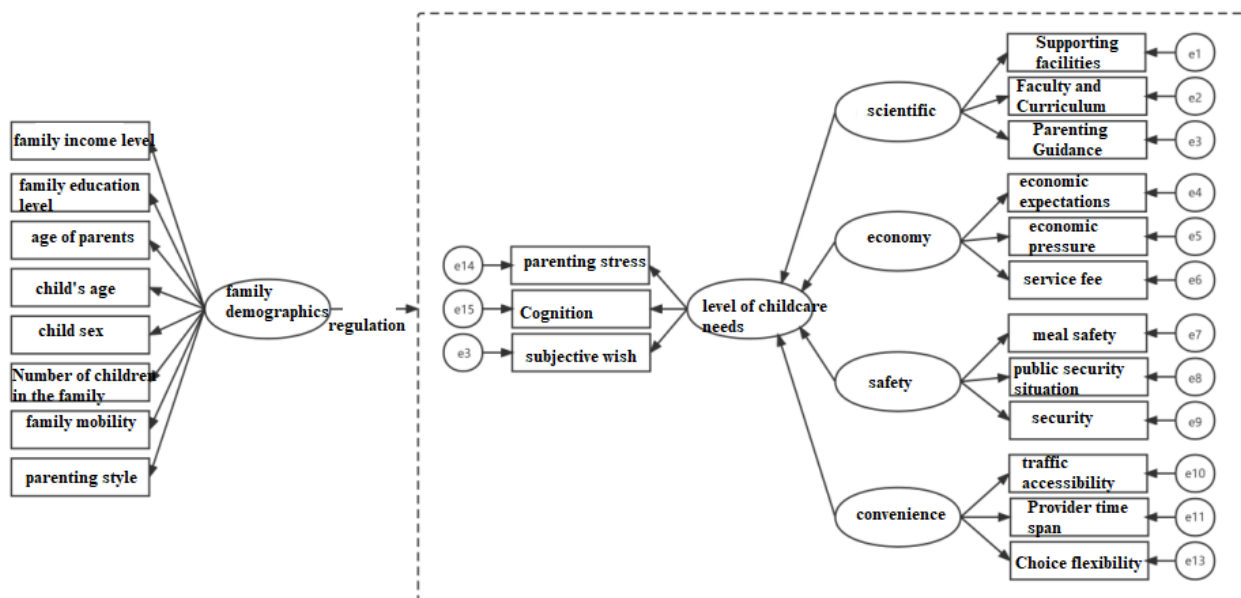 family income level
family education
level
age of parents
child's age
child sex
Number of children
in the family
family mobility
parenting style
family
demographics
regulation
e14
parenting stress
e15
Cognition
e3
subjective wish
level of childcare
needs
scientific
Supporting
facilities
e1
Faculty and
Curriculum
e2
Parenting
Guidance
e3
economy
economic
expectations
e4
economic
pressure
e5
service fee
e6
safety
meal safety
e7
public security
situation
e8
security
e9
convenience
traffic
accessibility
e10
Provider time
span
e11
Choice flexibility
e13